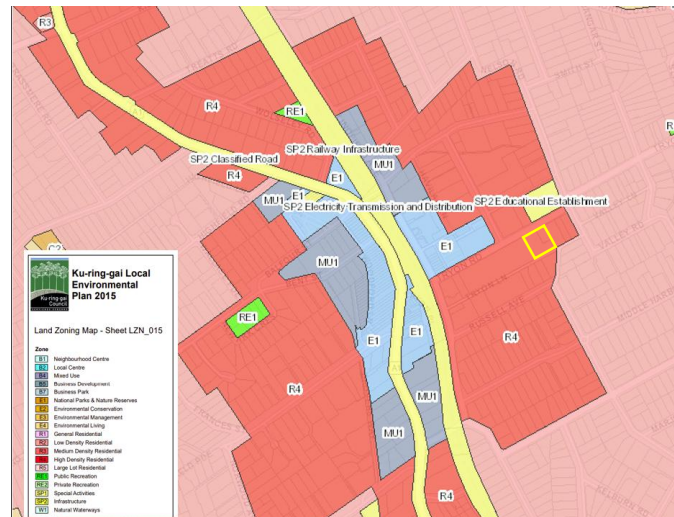 R3
R4
RE1
SP2 Railway Infrastructure
SP2 Classified Road
MU1
R4
E1
MU1
E1
SP2 Electricity Transmission and Distribution
SP2 Educational Establishment
E1
MU1
RE1
E1
E1
R4
R4
MU1
MU1
R4
Ku-ring-gai Local
Environmental
Plan 2015
Ku-ring-gai
Council
Land Zoning Map - Sheet LZN_015
Zone
B1 Neighbourhood Centre
B2 Local Centre
B4 Mixed Use
B5 Business Development
B7 Business Park
E1 National Parks & Nature Reserves
E2 Environmental Conservation
E3 Environmental Management
E4 Environmental Living
R1 General Residential
R2 Low Density Residential
R3 Medium Density Residential
R4 High Density Residential
R5 Large Lot Residential
RE1 Public Recreation
RE2 Private Recreation
SP1 Special Activities
SP2 Infrastructure
W1 Natural Waterways